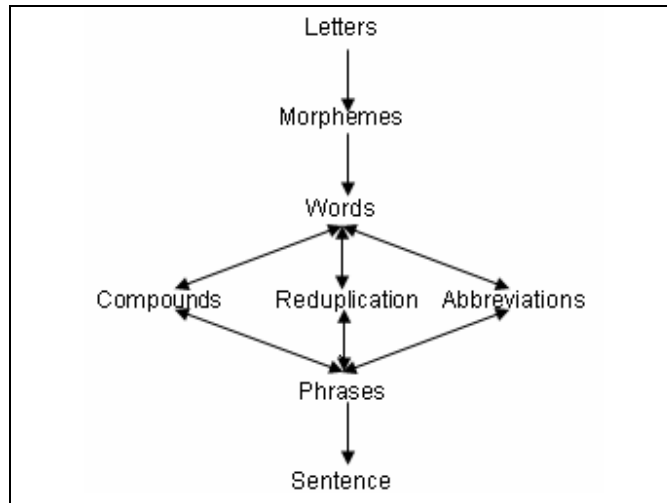 Letters
Morphemes
Words
Compounds Reduplication Abbreviations
Phrases
Sentence